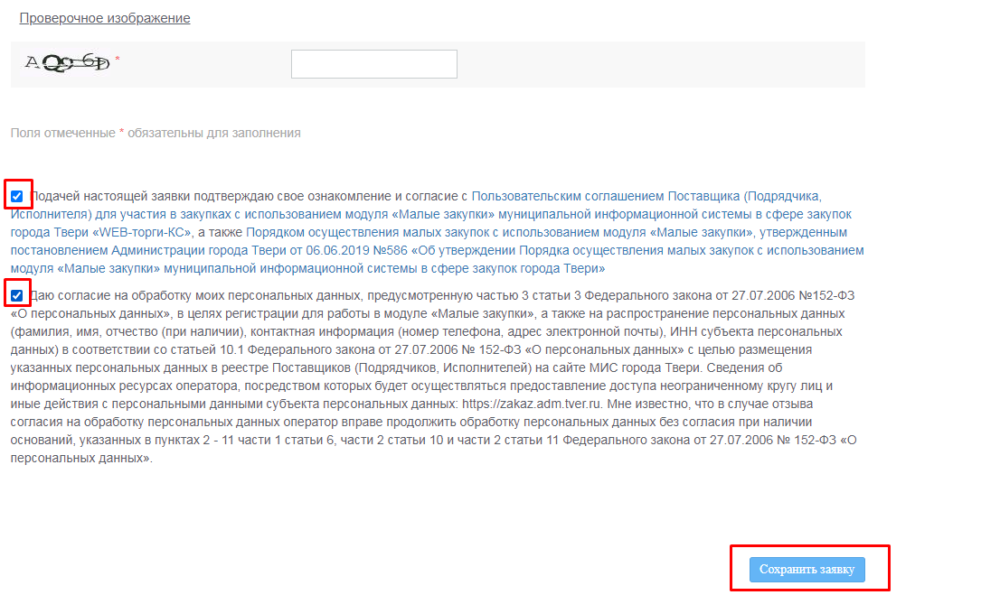 Проверочное изображение
AQ96D *
Поля отмеченные * обязательны для заполнения
Подачей настоящей заявки подтверждаю свое ознакомление и согласие с Пользовательским соглашением Поставщика (Подрядчика,
Исполнителя) для участия в закупках с использованием модуля «Малые закупки» муниципальной информационной системы в сфере закупок
города Твери «WEB-торги-КС», а также Порядком осуществления малых закупок с использованием модуля «Малые закупки», утвержденным
постановлением Администрации города Твери от 06.06.2019 №586 «Об утверждении Порядка осуществления малых закупок с использованием
модуля «Малые закупки» муниципальной информационной системы в сфере закупок города Твери»
Даю согласие на обработку моих персональных данных, предусмотренную частью 3 статьи 3 Федерального закона от 27.07.2006 №152-ФЗ
«О персональных данных», в целях регистрации для работы в модуле «Малые закупки», а также на распространение персональных данных
(фамилия, имя, отчество (при наличии), контактная информация (номер телефона, адрес электронной почты), ИНН субъекта персональных
данных) в соответствии со статьей 10.1 Федерального закона от 27.07.2006 № 152-ФЗ «О персональных данных» с целью размещения
указанных персональных данных в реестре Поставщиков (Подрядчиков, Исполнителей) на сайте МИС города Твери. Сведения об
информационных ресурсах оператора, посредством которых будет осуществляться предоставление доступа неограниченному кругу лиц и
иные действия с персональными данными субъекта персональных данных: https://zakaz.adm.tver.ru. Мне известно, что в случае отзыва
согласия на обработку персональных данных оператор вправе продолжить обработку персональных данных без согласия при наличии
оснований, указанных в пунктах 2 - 11 части 1 статьи 6, части 2 статьи 10 и части 2 статьи 11 Федерального закона от 27.07.2006 № 152-ФЗ «О
персональных данных».
Сохранить заявку